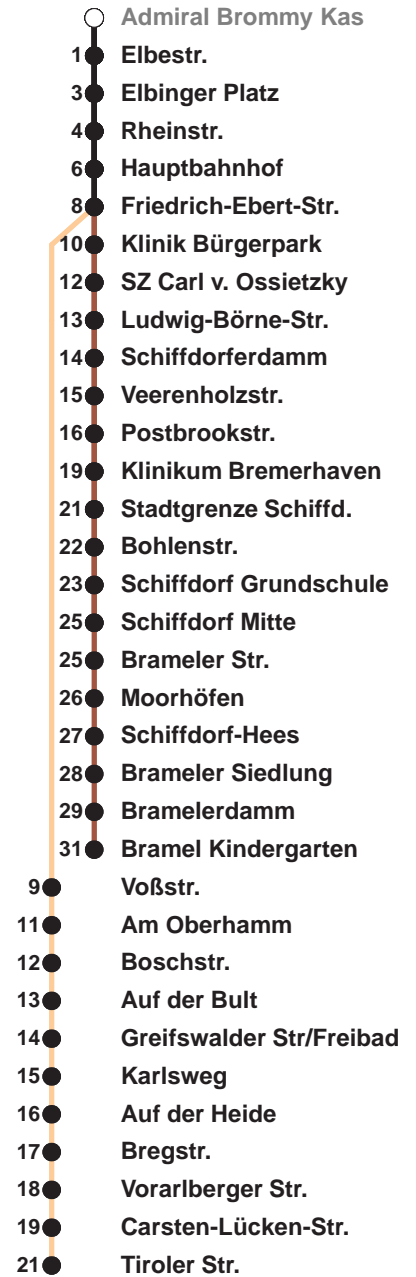 Admiral Brommy Kas
1 Elbestr.
3 Elbinger Platz
4 Rheinstr.
6 Hauptbahnhof
8 Friedrich-Ebert-Str.
10 Klinik Bürgerpark
12 SZ Carl v. Ossietzky
13 Ludwig-Börne-Str.
14 Schiffdorferdamm
15 Veerenholzstr.
16 Postbrookstr.
19 Klinikum Bremerhaven
21 Stadtgrenze Schiffd.
22 Bohlenstr.
23 Schiffdorf Grundschule
25 Schiffdorf Mitte
25 Brameler Str.
26 Moorhöfen
27 Schiffdorf-Hees
28 Brameler Siedlung
29 Bramelerdamm
31 Bramel Kindergarten
9 Voßstr.
11 Am Oberhamm
12 Boschstr.
13 Auf der Bult
14 Greifswalder Str/Freibad
15 Karlsweg
16 Auf der Heide
17 Bregstr.
18 Vorarlberger Str.
19 Carsten-Lücken-Str.
21 Tiroler Str.